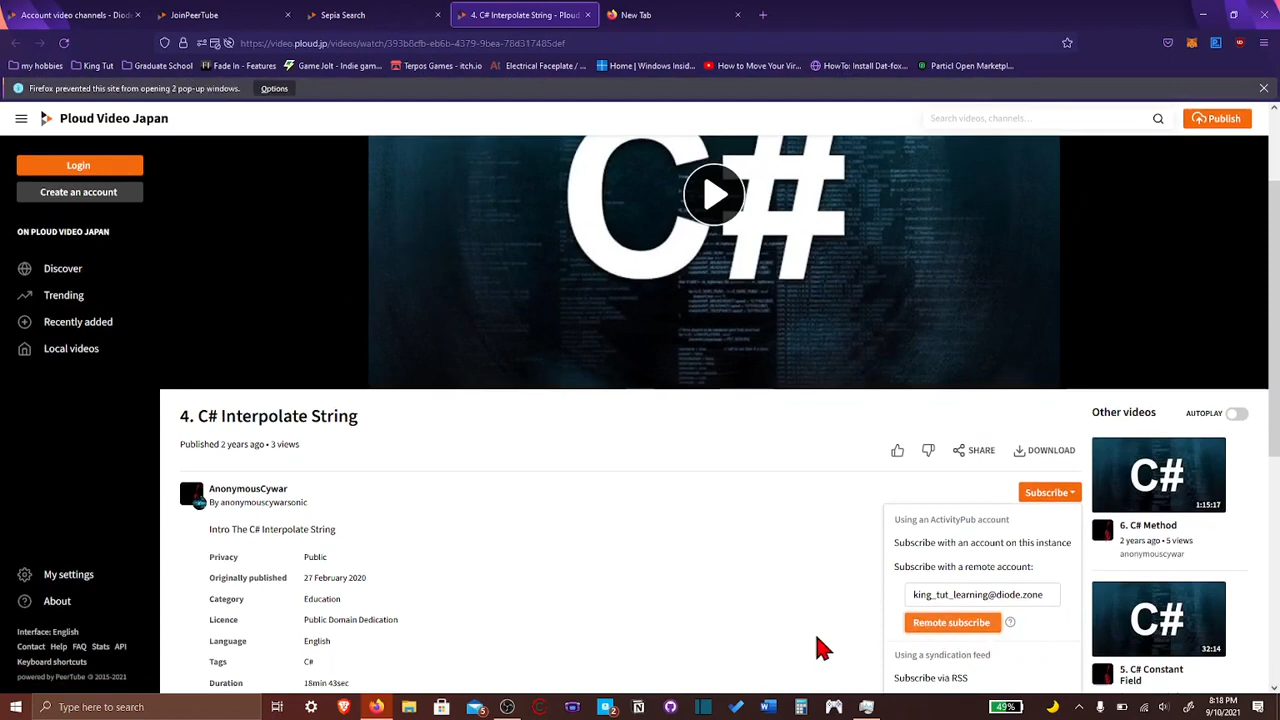 Account video channels - Diod
JoinPeerTube
Sepia Search
4. C# Interpolate String - Ploud
New Tab
https://video.ploud.jp/videos/watch/393b8cfb-eb6b-4379-9bea-78d317485def
my hobbies
King Tut
Graduate School
Fade In - Features
Game Jolt - Indie gam...
Terpos Games - itch.io
Electrical Faceplate / ...
Home | Windows Insid...
How to Move Your Vir...
HowTo: Install Dat-fox...
Particl Open Marketpl...
Firefox prevented this site from opening 2 pop-up windows.
Options
Ploud Video Japan
Search videos, channels...
Publish
Login
Create an account
ON PLOUD VIDEO JAPAN
Discover
Trending
Recently added
Local videos
My settings
About
Interface: English
Contact Help FAQ Stats API
Keyboard shortcuts
powered by PeerTube © 2015-2021
C#
4. C# Interpolate String
Published 2 years ago • 3 views
SHARE
DOWNLOAD
AnonymousCywar
By anonymouscywarsonic
Subscribe
Intro The C# Interpolate String
Privacy Public
Originally published 27 February 2020
Category Education
Licence Public Domain Dedication
Language English
Tags C#
Duration 18min 43sec
Using an ActivityPub account
Subscribe with an account on this instance
Subscribe with a remote account:
king_tut_learning@diode.zone
Remote subscribe
Using a syndication feed
Subscribe via RSS
Other videos
AUTOPLAY
C#
1:15:17
6. C# Method
2 years ago • 5 views
anonymouscywar
C#
32:14
5. C# Constant
Field
Type here to search
49%
8:18 PM
9/10/2021